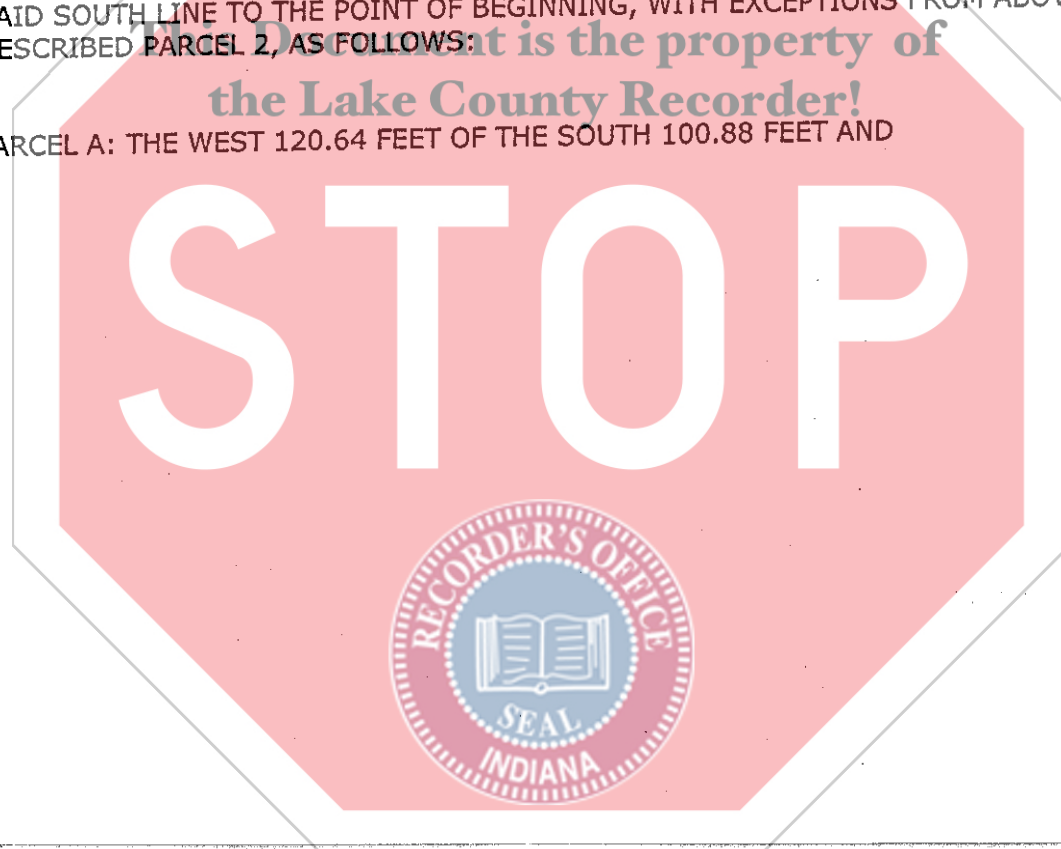 AID SOUTH LINE TO THE POINT OF BEGINNING, WITH EXCEPTIONS FROM ABOV
ESCRIBED PARCEL 2, AS FOLLOWS:
This Document is the property of
the Lake County Recorder!
ARCEL A: THE WEST 120.64 FEET OF THE SOUTH 100.88 FEET AND
STOP
RECORDER'S OFFICE
SEAL
INDIANA